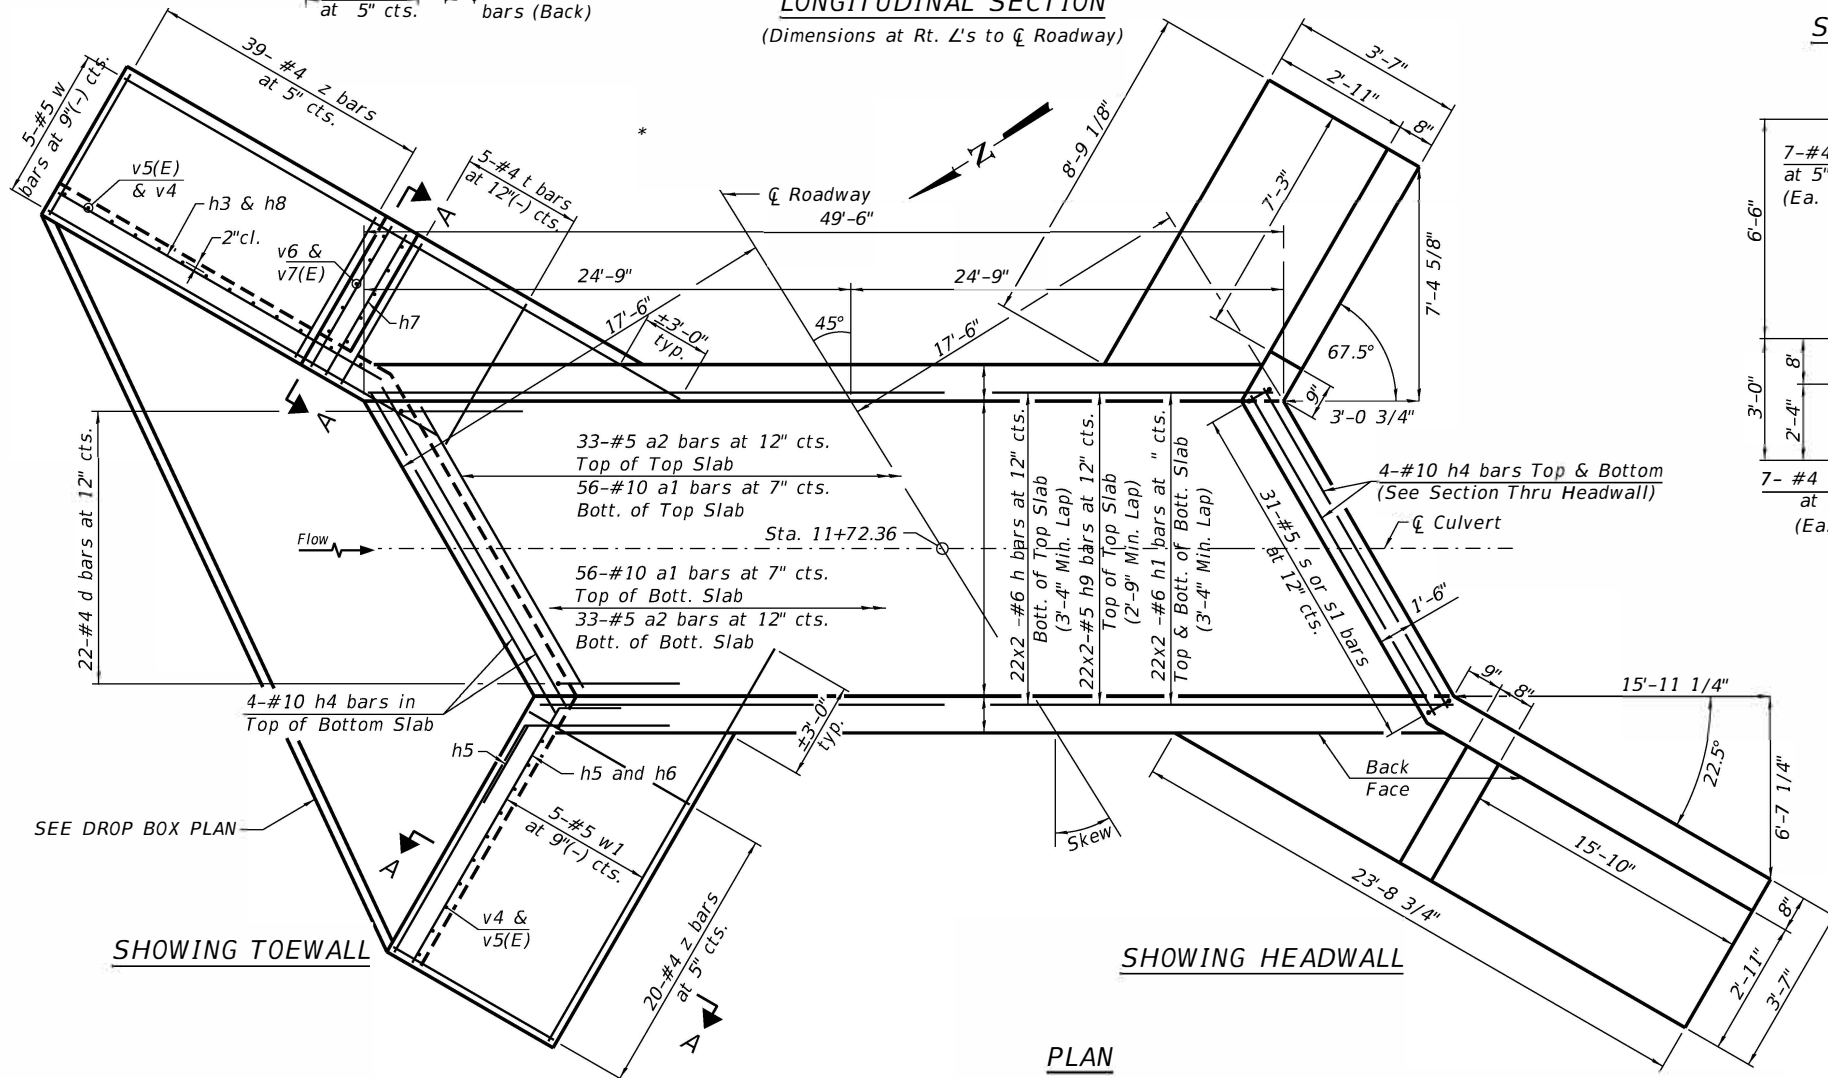 at 5" cts.
bars (Back)
LONGITUDINAL SECTION
(Dimensions at Rt. ∠'s to ℄ Roadway)
S
39- #4 z bars
at 5" cts.
5-#5 w
bars at 9"(-) cts.
v5(E)
& v4
h3 & h8
2"cl.
v6 &
v7(E)
h7
A
A
5-#4 t bars
at 12"(-) cts.
*
N
℄ Roadway
49'-6"
24'-9"
24'-9"
17'-6"
17'-6"
±3'-0"
typ.
45°
8'-9 1/8"
7'-3"
3'-7"
2'-11"
8"
7'-4 5/8"
67.5°
9"
3'-0 3/4"
7-#4
at 5"
(Ea.
6'-6"
3'-0"
8'
2'-4"
7- #4
at
(Ea.
22-#4 d bars at 12" cts.
33-#5 a2 bars at 12" cts.
Top of Top Slab
56-#10 a1 bars at 7" cts.
Bott. of Top Slab
Flow
Sta. 11+72.36
56-#10 a1 bars at 7" cts.
Top of Bott. Slab
33-#5 a2 bars at 12" cts.
Bott. of Bott. Slab
22x2 -#6 h bars at 12" cts.
Bott. of Top Slab
(3'-4" Min. Lap)
22x2-#5 h9 bars at 12" cts.
Top of Top Slab
(2'-9" Min. Lap)
22x2 -#6 h1 bars at " cts.
Top & Bott. of Bott. Slab
(3'-4" Min. Lap)
31-#5 s or s1 bars
at 12" cts.
4-#10 h4 bars Top & Bottom
(See Section Thru Headwall)
℄ Culvert
1'-6"
4-#10 h4 bars in
Top of Bottom Slab
h5
h5 and h6
±3'-0"
typ.
5-#5 w1
at 9"(-) cts.
SEE DROP BOX PLAN
A
v4 &
v5(E)
20-#4 z bars
at 5" cts.
A
SHOWING TOEWALL
Skew
Back
Face
9"
8"
15'-11 1/4"
22.5°
6'-7 1/4"
15'-10"
23'-8 3/4"
8"
2'-11"
3'-7"
SHOWING HEADWALL
PLAN